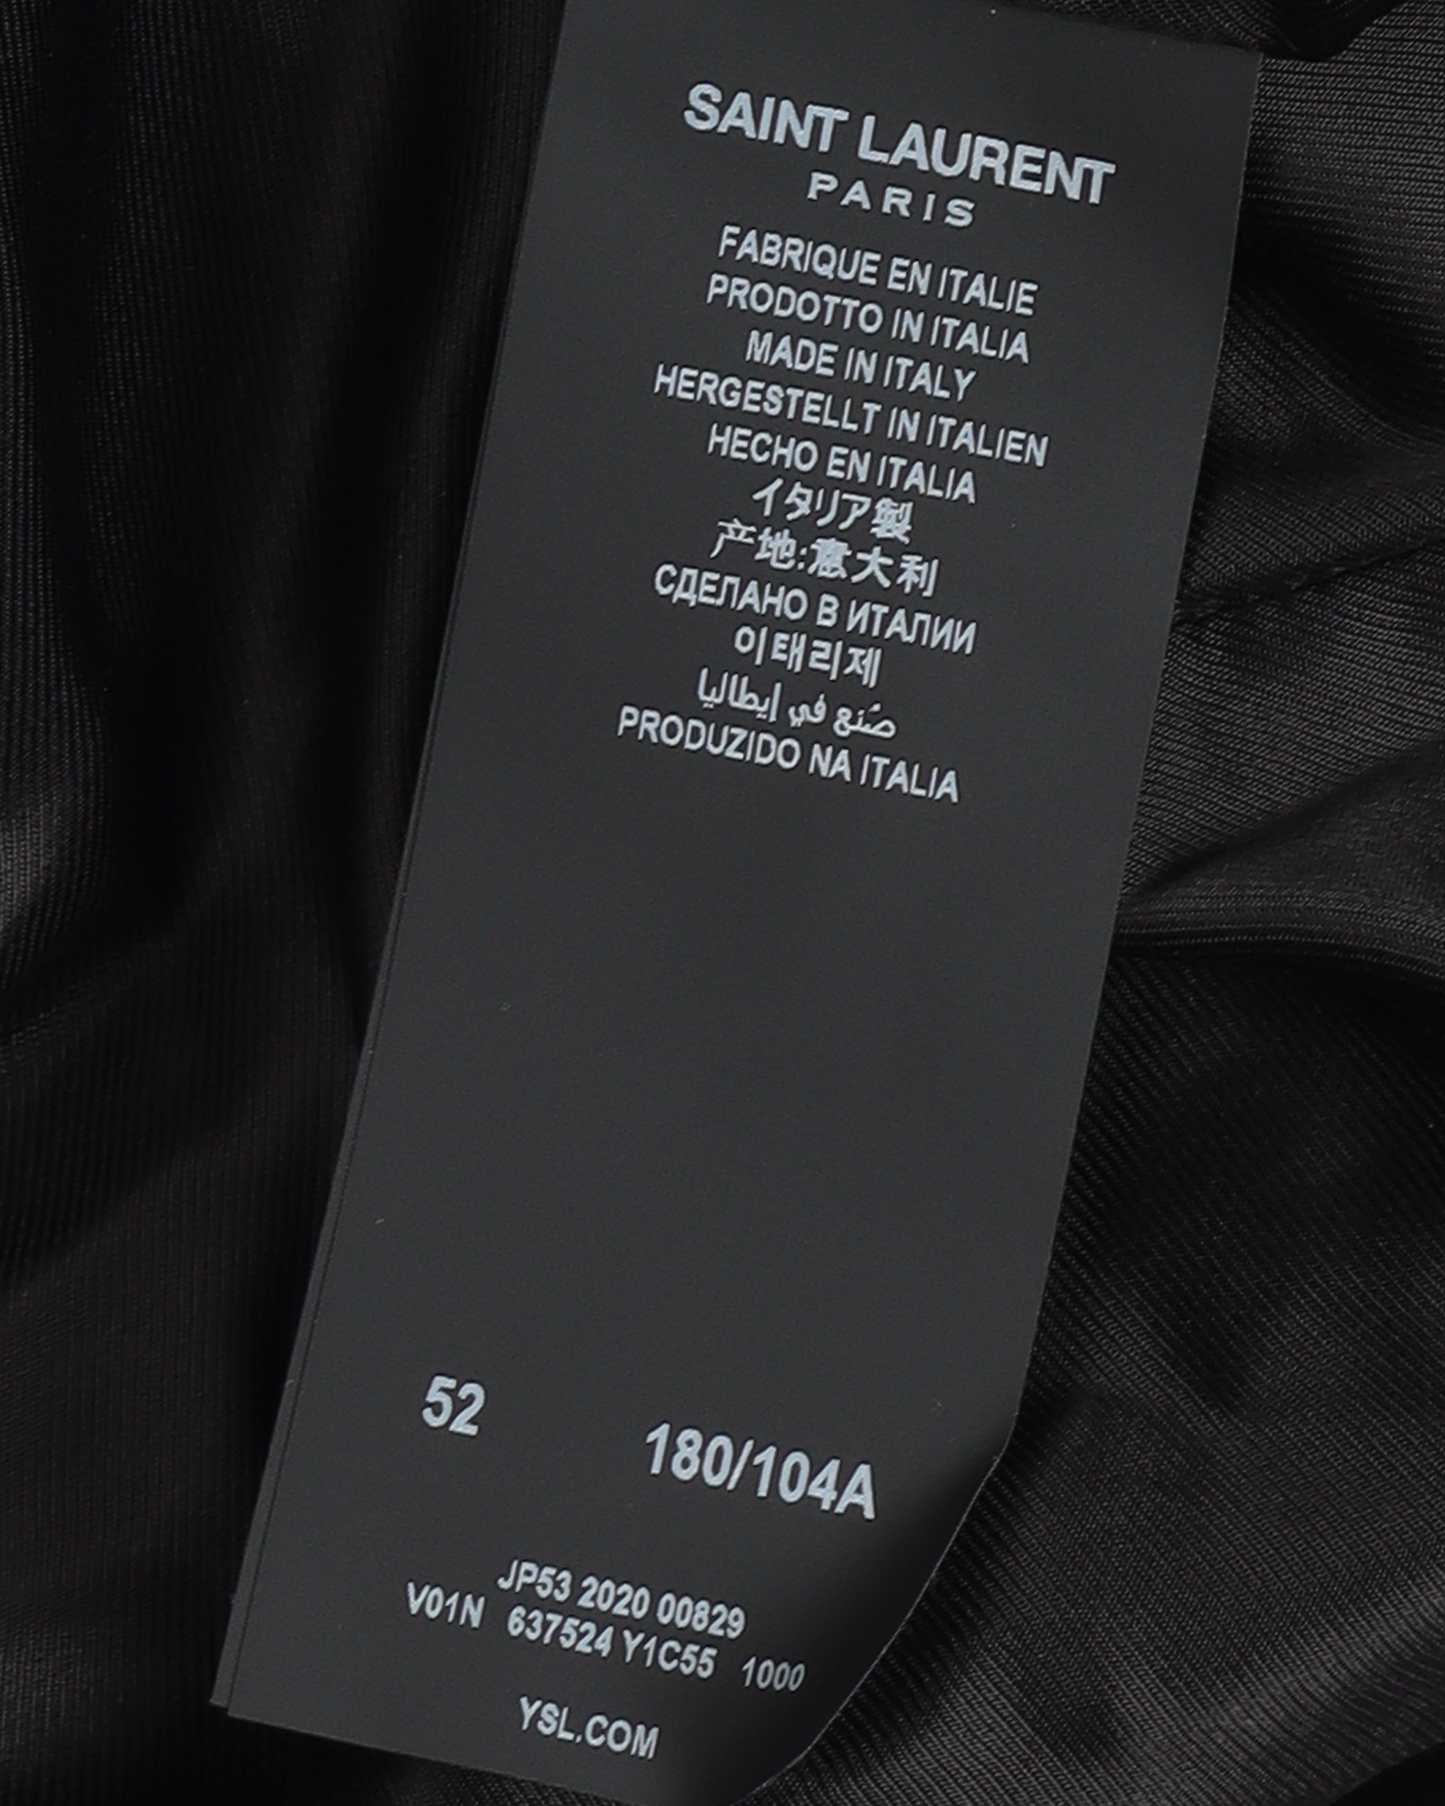 SAINT LAURENT
PARIS
FABRIQUE EN ITALIE
PRODOTTO IN ITALIA
MADE IN ITALY
HERGESTELLT IN ITALIEN
HECHO EN ITALIA
イタリア製
产地:意大利
СДЕЛАНО В ИТАЛИИ
이태리제
صُنع في إيطاليا
PRODUZIDO NA ITALIA
52 180/104A
JP53 2020 00829
V01N 637524 Y1C55 1000
YSL.COM